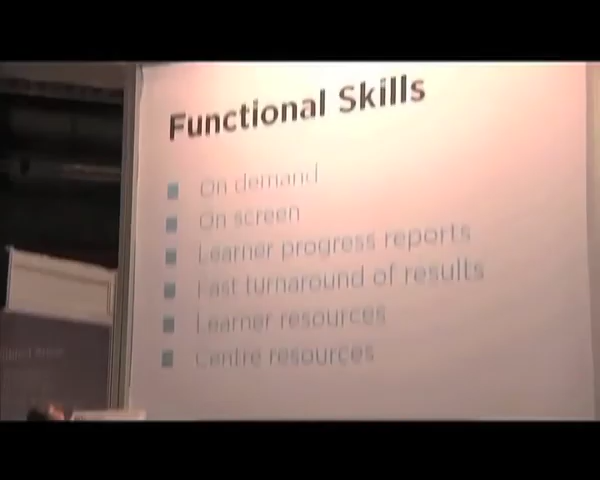 Functional Skills
On demand
On screen
Learner progress reports
Fast turnaround of results
Learner resources
Centre resources